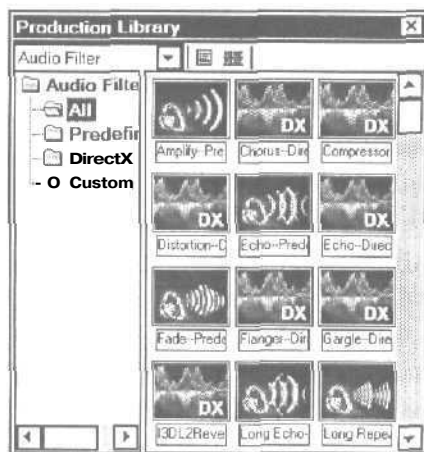 Production Library
Audio Filter
Audio Filte
All
Predefir
DirectX
- O Custom
Amplify-Pre
DX
Chorus-Dire
DX
Compressor
DX
Distortion--D
Echo--Prede
DX
Echo--Direc
Fade--Prede
DX
Flanger--Dir
DX
Gargle--Dire
DX
I3DL2Reve
Long Echo-
Long Repe